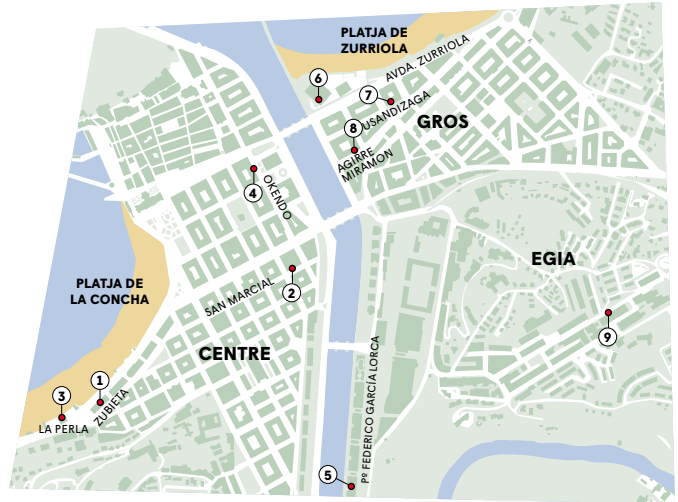 PLATJA DE
ZURRIOLA
AVDA. ZURRIOLA
6
7
USANDIZAGA
GROS
8
AGIRRE
MIRAMON
4
OKENDO
EGIA
PLATJA DE
LA CONCHA
SAN MARCIAL
2
9
CENTRE
Pº FEDERICO GARCÍA LORCA
1
ZUBIETA
3
LA PERLA
5